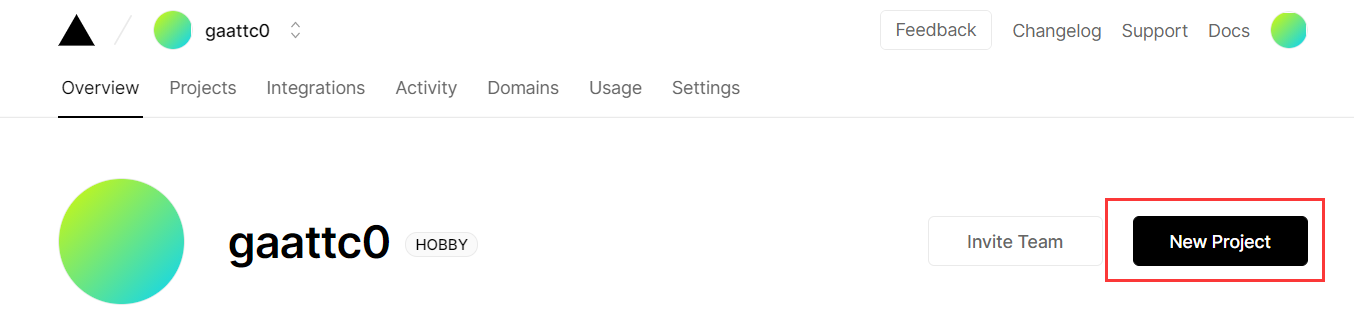 gaattc0 Feedback Changelog Support Docs
Overview Projects Integrations Activity Domains Usage Settings
gaattc0 HOBBY Invite Team New Project